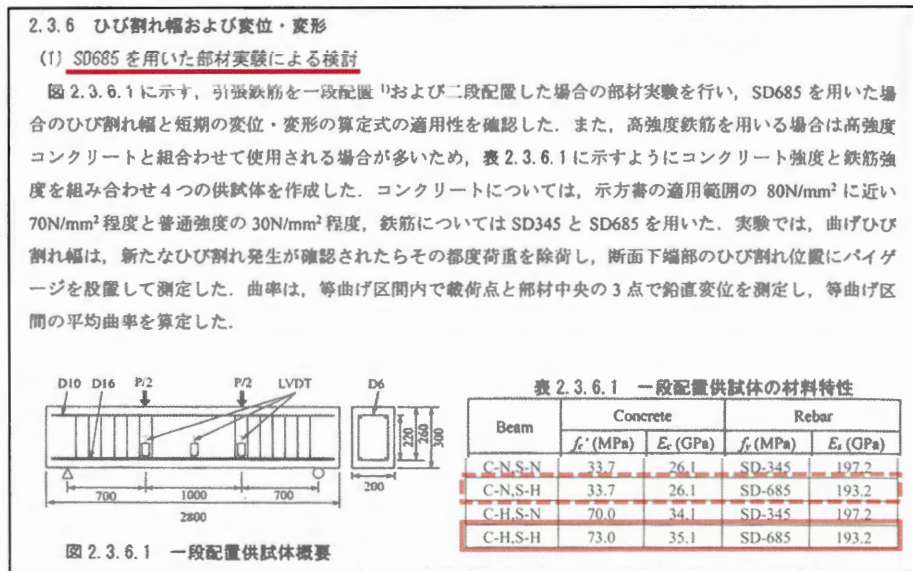 2.3.6 ひび割れ幅および変位・変形
(1) SD685 を用いた部材実験による検討
図 2.3.6.1 に示す，引張鉄筋を一段配置 1)および二段配置した場合の部材実験を行い，SD685 を用いた場
合のひび割れ幅と短期の変位・変形の算定式の適用性を確認した．また，高強度鉄筋を用いる場合は高強度
コンクリートと組合わせて使用される場合が多いため，表 2.3.6.1 に示すようにコンクリート強度と鉄筋強
度を組み合わせ 4 つの供試体を作成した．コンクリートについては，示方書の適用範囲の 80N/mm² に近い
70N/mm² 程度と普通強度の 30N/mm² 程度，鉄筋については SD345 と SD685 を用いた．実験では，曲げひび
割れ幅は，新たなひび割れ発生が確認されたらその都度荷重を除荷し，断面下端部のひび割れ位置にパイゲ
ージを設置して測定した．曲率は，等曲げ区間内で載荷点と部材中央の 3 点で鉛直変位を測定し，等曲げ区
間の平均曲率を算定した．
D10 D16 P/2 P/2 LVDT D6
220 260 300
700 1000 700 200
2800
図 2.3.6.1 一段配置供試体概要
表 2.3.6.1 一段配置供試体の材料特性
Beam Concrete Rebar
fc' (MPa) Ec (GPa) fr (MPa) Es (GPa)
C-N,S-N 33.7 26.1 SD-345 197.2
C-N,S-H 33.7 26.1 SD-685 193.2
C-H,S-N 70.0 34.1 SD-345 197.2
C-H,S-H 73.0 35.1 SD-685 193.2